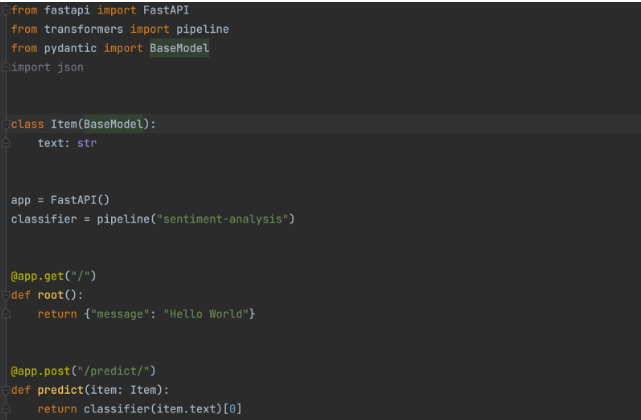 from fastapi import FastAPI
from transformers import pipeline
from pydantic import BaseModel
import json
class Item(BaseModel):
    text: str
app = FastAPI()
classifier = pipeline("sentiment-analysis")
@app.get("/")
def root():
    return {"message": "Hello World"}
@app.post("/predict/")
def predict(item: Item):
    return classifier(item.text)[0]